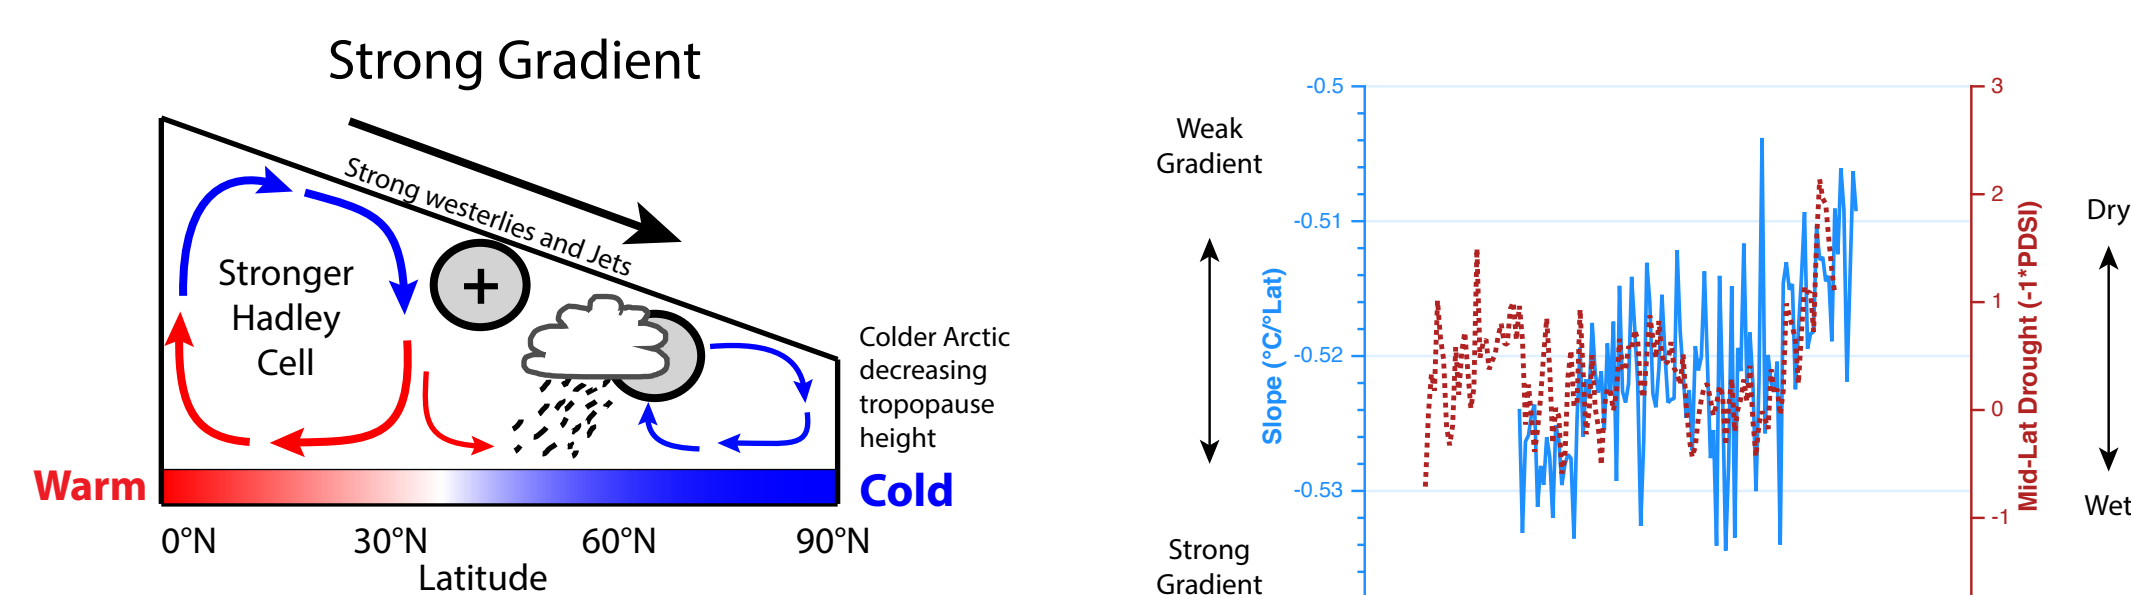 Strong Gradient
Strong westerlies and Jets
Stronger
Hadley
Cell
+
Colder Arctic
decreasing
tropopause
height
Warm
Cold
0°N
30°N
60°N
90°N
Latitude
Weak
Gradient
Strong
Gradient
Slope (°C/°Lat)
-0.5
-0.51
-0.52
-0.53
3
2
1
0
-1
Mid-Lat Drought (-1*PDSI)
Dry
Wet